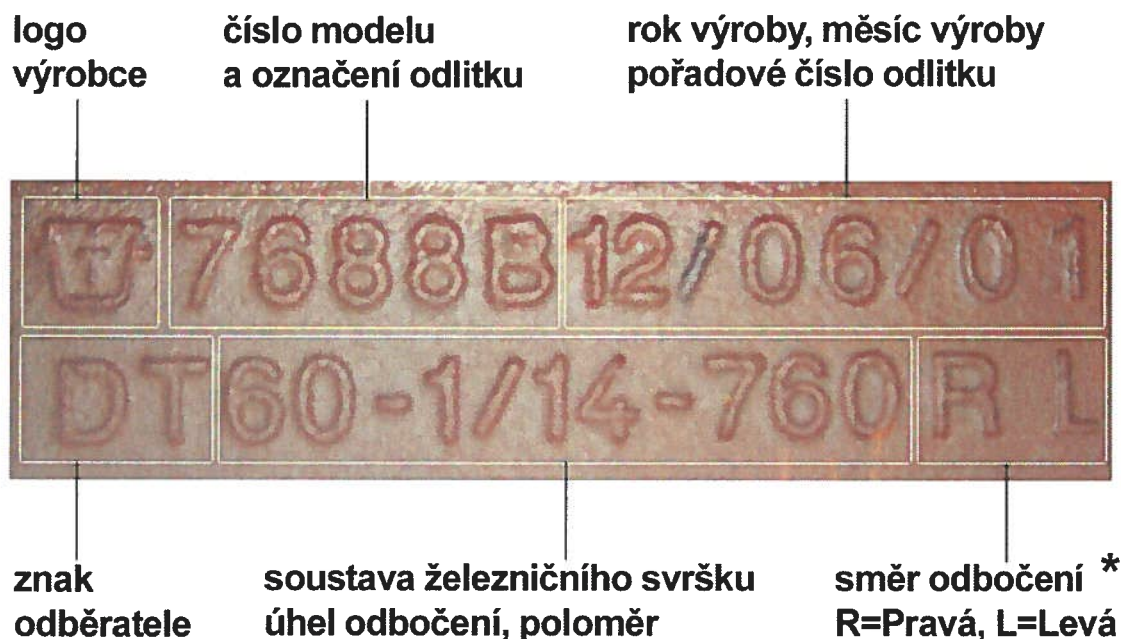 logo výrobce
číslo modelu a označení odlitku
rok výroby, měsíc výroby pořadové číslo odlitku
7688B 12/06/01
DT 60-1/14-760 R L
znak odběratele
soustava železničního svršku úhel odbočení, poloměr
směr odbočení * R=Pravá, L=Levá